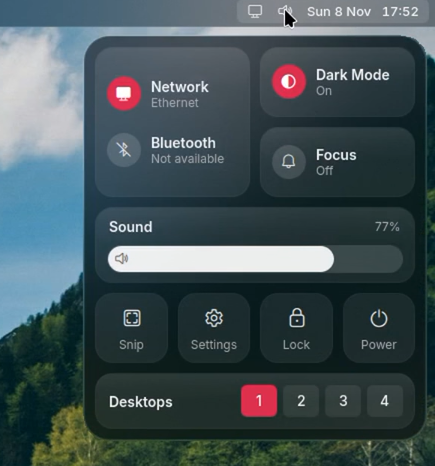 Sun 8 Nov 17:52
Network
Ethernet
Bluetooth
Not available
Dark Mode
On
Focus
Off
Sound 77%
Snip Settings Lock Power
Desktops 1 2 3 4